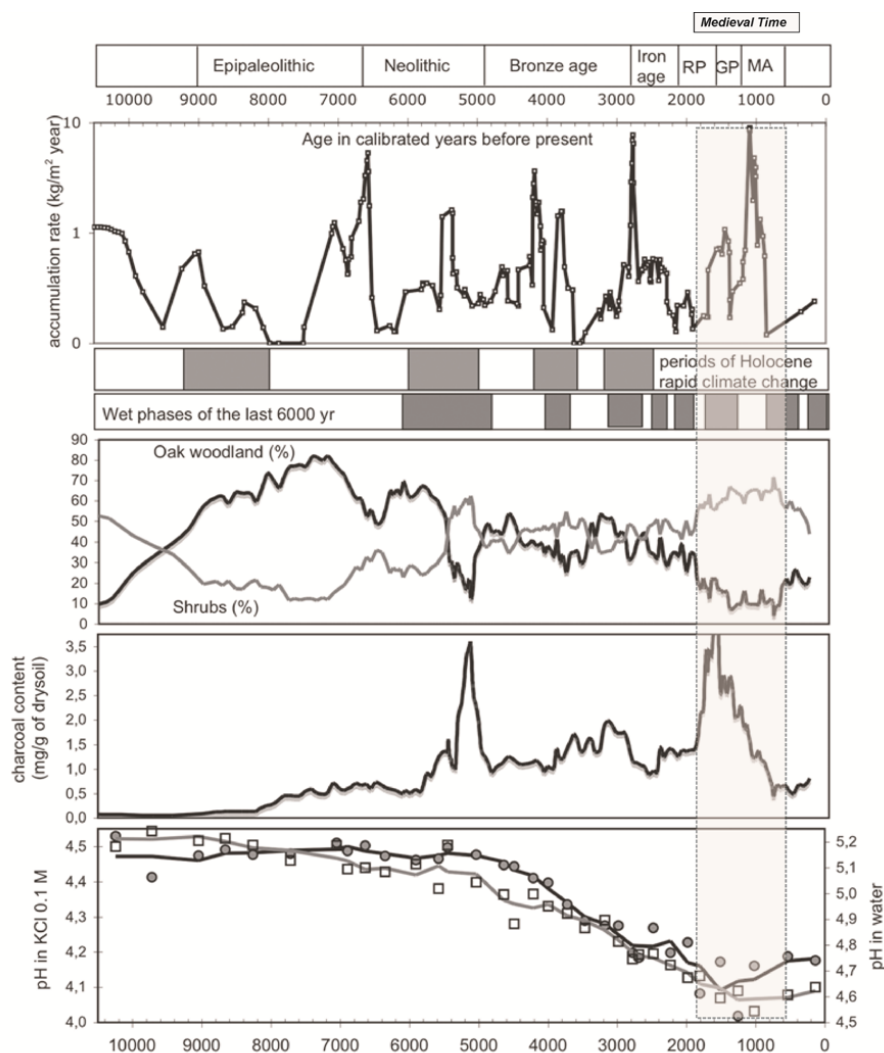 Medieval Time
Epipaleolithic Neolithic Bronze age Iron age RP GP MA
10000 9000 8000 7000 6000 5000 4000 3000 2000 1000 0
Age in calibrated years before present
accumulation rate (kg/m² year)
10
1
0
periods of Holocene
rapid climate change
Wet phases of the last 6000 yr
Oak woodland (%)
Shrubs (%)
90
80
70
60
50
40
30
20
10
0
charcoal content
(mg/g of drysoil)
3,5
3,0
2,5
2,0
1,5
1,0
0,5
0,0
pH in KCl 0.1 M
4,5
4,4
4,3
4,2
4,1
4,0
5,2
5,1
5,0
4,9
4,8
4,7
4,6
4,5
pH in water
10000 9000 8000 7000 6000 5000 4000 3000 2000 1000 0